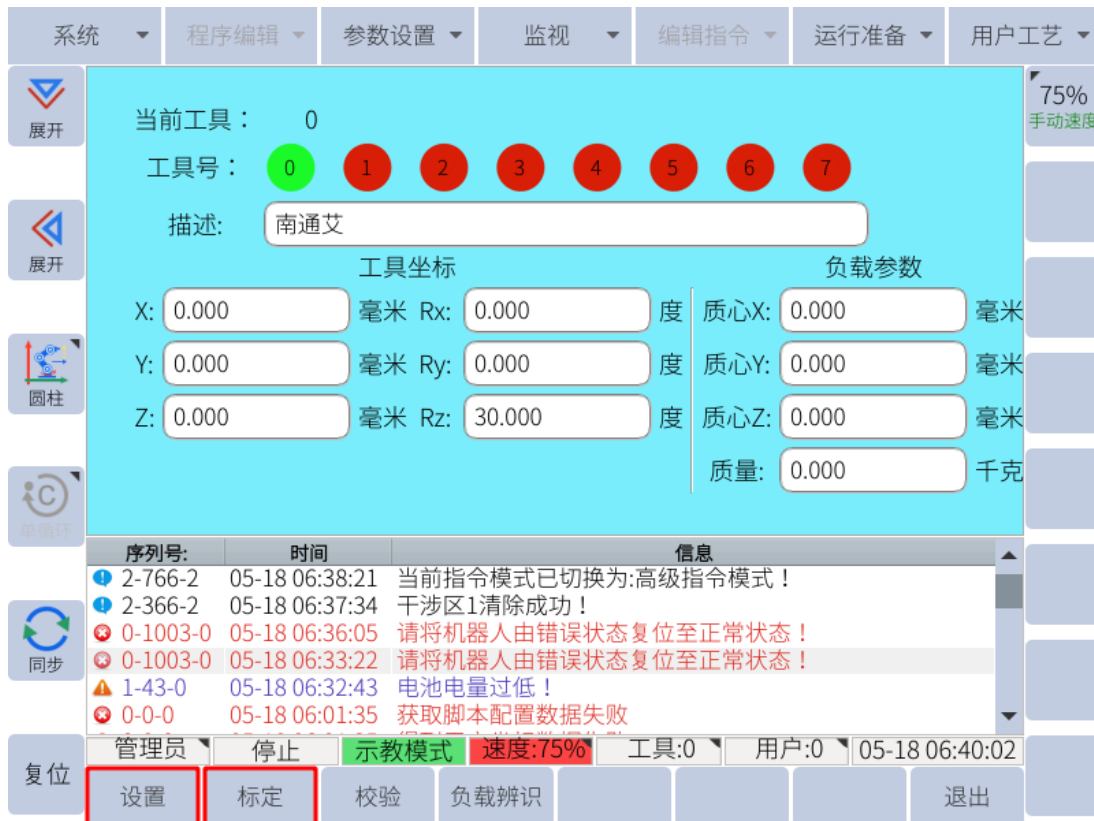 系统 程序编辑 参数设置 监视 编辑指令 运行准备 用户工艺
展开
75%
手动速度
当前工具： 0
工具号： 0 1 2 3 4 5 6 7
描述: 南通艾
展开
工具坐标 负载参数
X: 0.000 毫米 Rx: 0.000 度 质心X: 0.000 毫米
Y: 0.000 毫米 Ry: 0.000 度 质心Y: 0.000 毫米
圆柱
Z: 0.000 毫米 Rz: 30.000 度 质心Z: 0.000 毫米
质量: 0.000 千克
C
单循环
序列号: 时间 信息
2-766-2 05-18 06:38:21 当前指令模式已切换为:高级指令模式！
2-366-2 05-18 06:37:34 干涉区1清除成功！
0-1003-0 05-18 06:36:05 请将机器人由错误状态复位至正常状态！
0-1003-0 05-18 06:33:22 请将机器人由错误状态复位至正常状态！
同步
1-43-0 05-18 06:32:43 电池电量过低！
0-0-0 05-18 06:01:35 获取脚本配置数据失败
管理员 停止 示教模式 速度:75% 工具:0 用户:0 05-18 06:40:02
复位
设置 标定 校验 负载辨识 退出